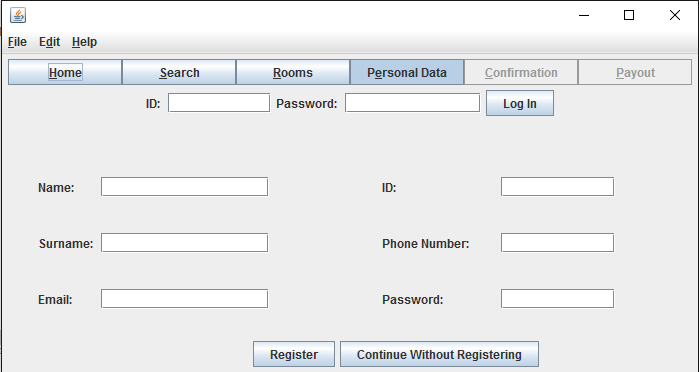 File Edit Help
Home Search Rooms Personal Data Confirmation Payout
ID: Password: Log In
Name: ID:
Surname: Phone Number:
Email: Password:
Register Continue Without Registering